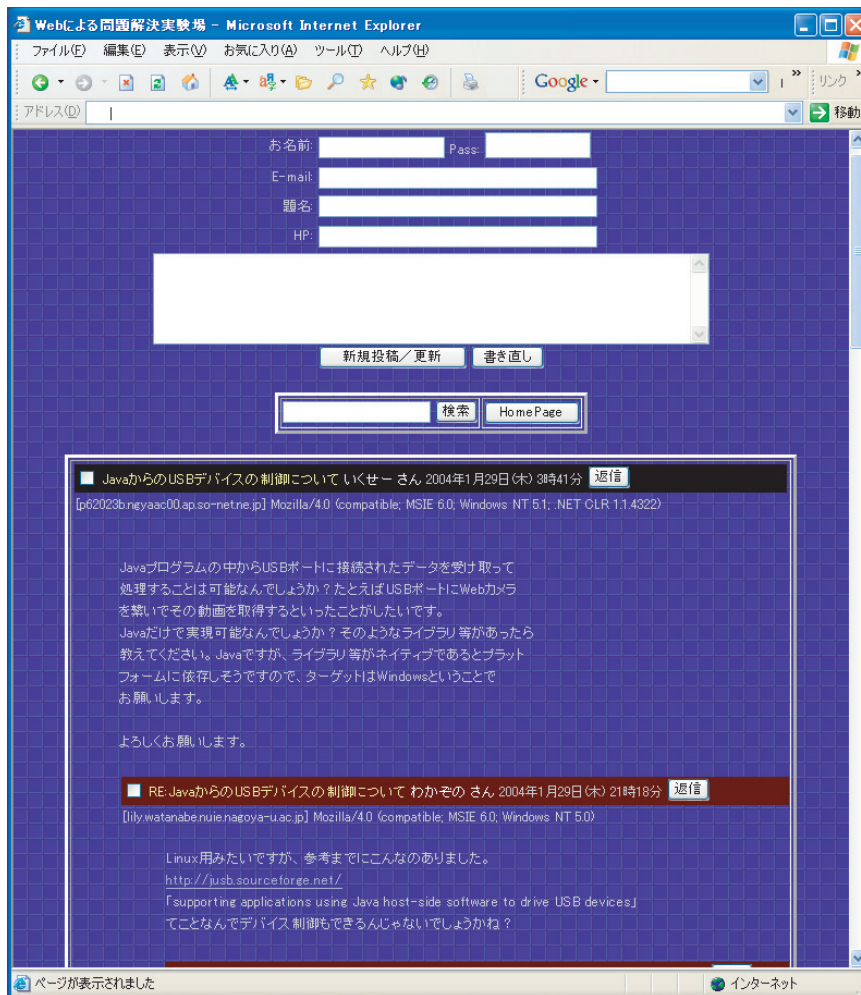 Webによる問題解決実験場 - Microsoft Internet Explorer
ファイル(F) 編集(E) 表示(V) お気に入り(A) ツール(T) ヘルプ(H)
Google
リンク
アドレス(D)
移動
お名前:
Pass:
E-mail:
題名:
HP:
新規投稿／更新
書き直し
検索
HomePage
JavaからのUSBデバイスの制御について いくせー さん 2004年1月29日(木) 3時41分 返信
[p62023b.ngyaac00.ap.so-net.ne.jp] Mozilla/4.0 (compatible; MSIE 6.0; Windows NT 5.1; .NET CLR 1.1.4322)
Javaプログラムの中からUSBポートに接続されたデータを受け取って
処理することは可能なんでしょうか？たとえばUSBポートにWebカメラ
を繋いでその動画を取得するといったことがしたいです。
Javaだけで実現可能なんでしょうか？そのようなライブラリ等があったら
教えてください。Javaですが、ライブラリ等がネイティブであるとプラット
フォームに依存しそうですので、ターゲットはWindowsということで
お願いします。
よろしくお願いします。
RE:JavaからのUSBデバイスの制御について わかぞの さん 2004年1月29日(木) 21時18分 返信
[lily.watanabe.nuie.nagoya-u.ac.jp] Mozilla/4.0 (compatible; MSIE 6.0; Windows NT 5.0)
Linux用みたいですが、参考までにこんなのありました。
http://jusb.sourceforge.net/
「supporting applications using Java host-side software to drive USB devices」
てことなんでデバイス制御もできるんじゃないでしょうかね？
ページが表示されました
インターネット